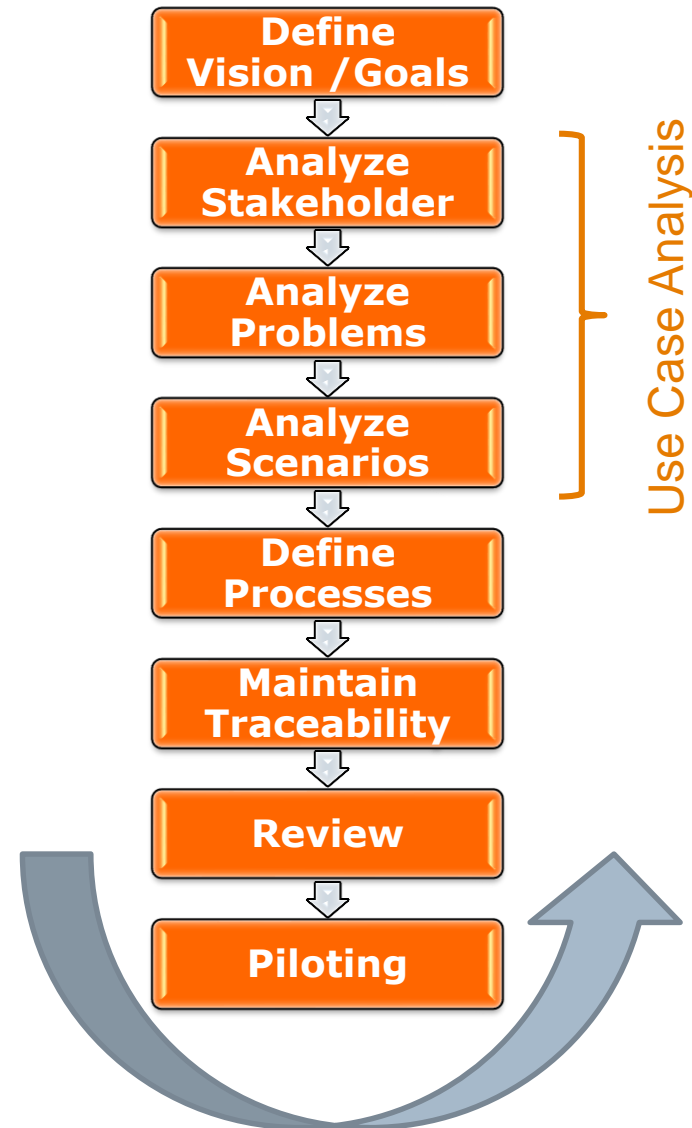 Define
Vision /Goals
Analyze
Stakeholder
Analyze
Problems
Analyze
Scenarios
Define
Processes
Maintain
Traceability
Review
Piloting
Use Case Analysis